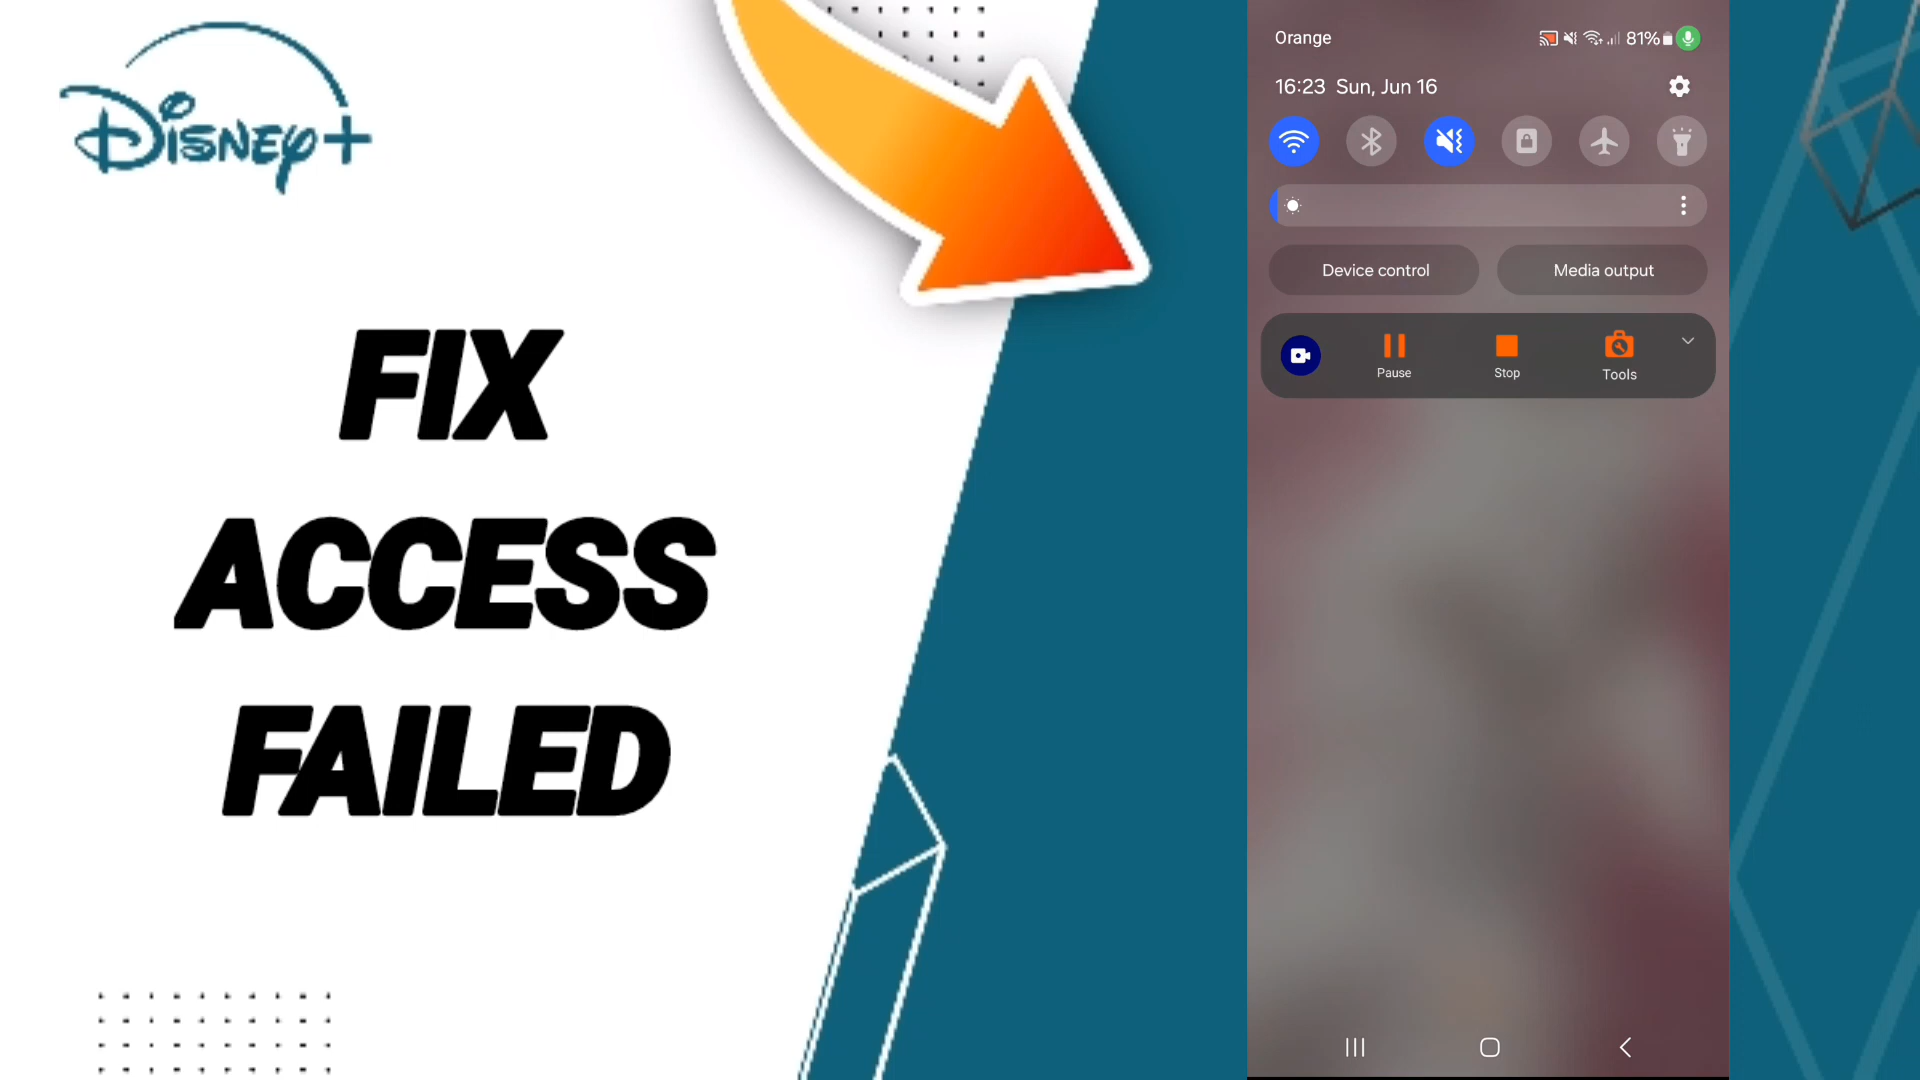 Disney+
FIX
ACCESS
FAILED
Orange
81%
16:23 Sun, Jun 16
Device control
Media output
Pause
Stop
Tools